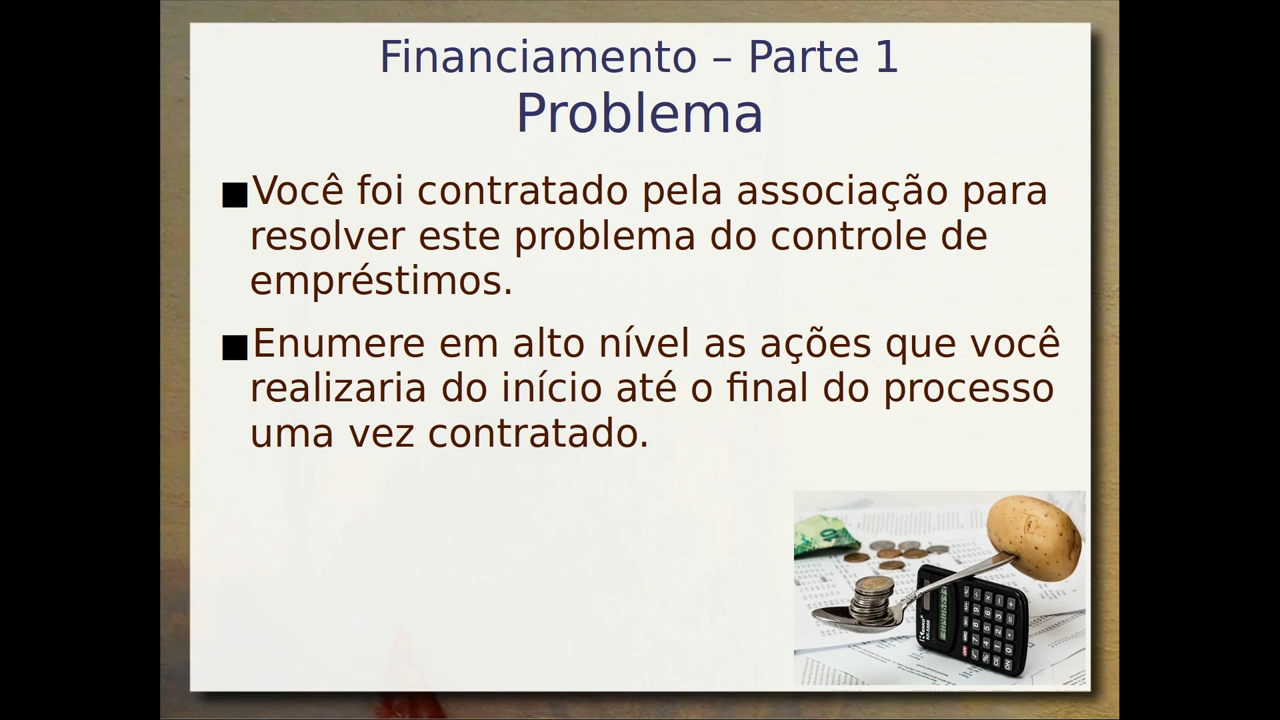 Financiamento – Parte 1
Problema
■Você foi contratado pela associação para
resolver este problema do controle de
empréstimos.
■Enumere em alto nível as ações que você
realizaria do início até o final do processo
uma vez contratado.